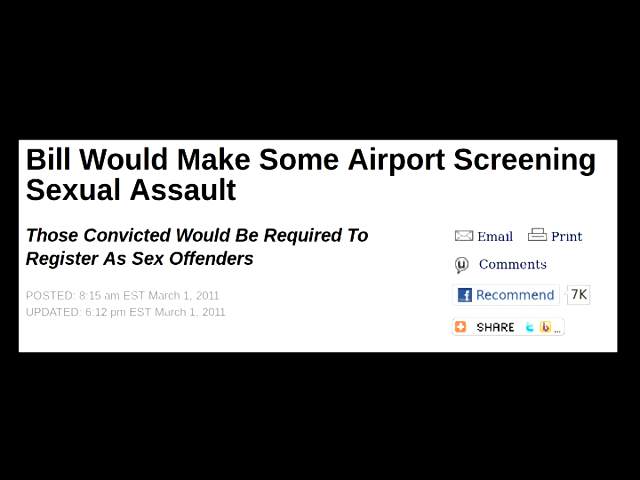 Bill Would Make Some Airport Screening
Sexual Assault
Those Convicted Would Be Required To
Register As Sex Offenders
Email Print
Comments
POSTED: 8:15 am EST March 1, 2011
UPDATED: 6:12 pm EST March 1, 2011
Recommend 7K
SHARE ...